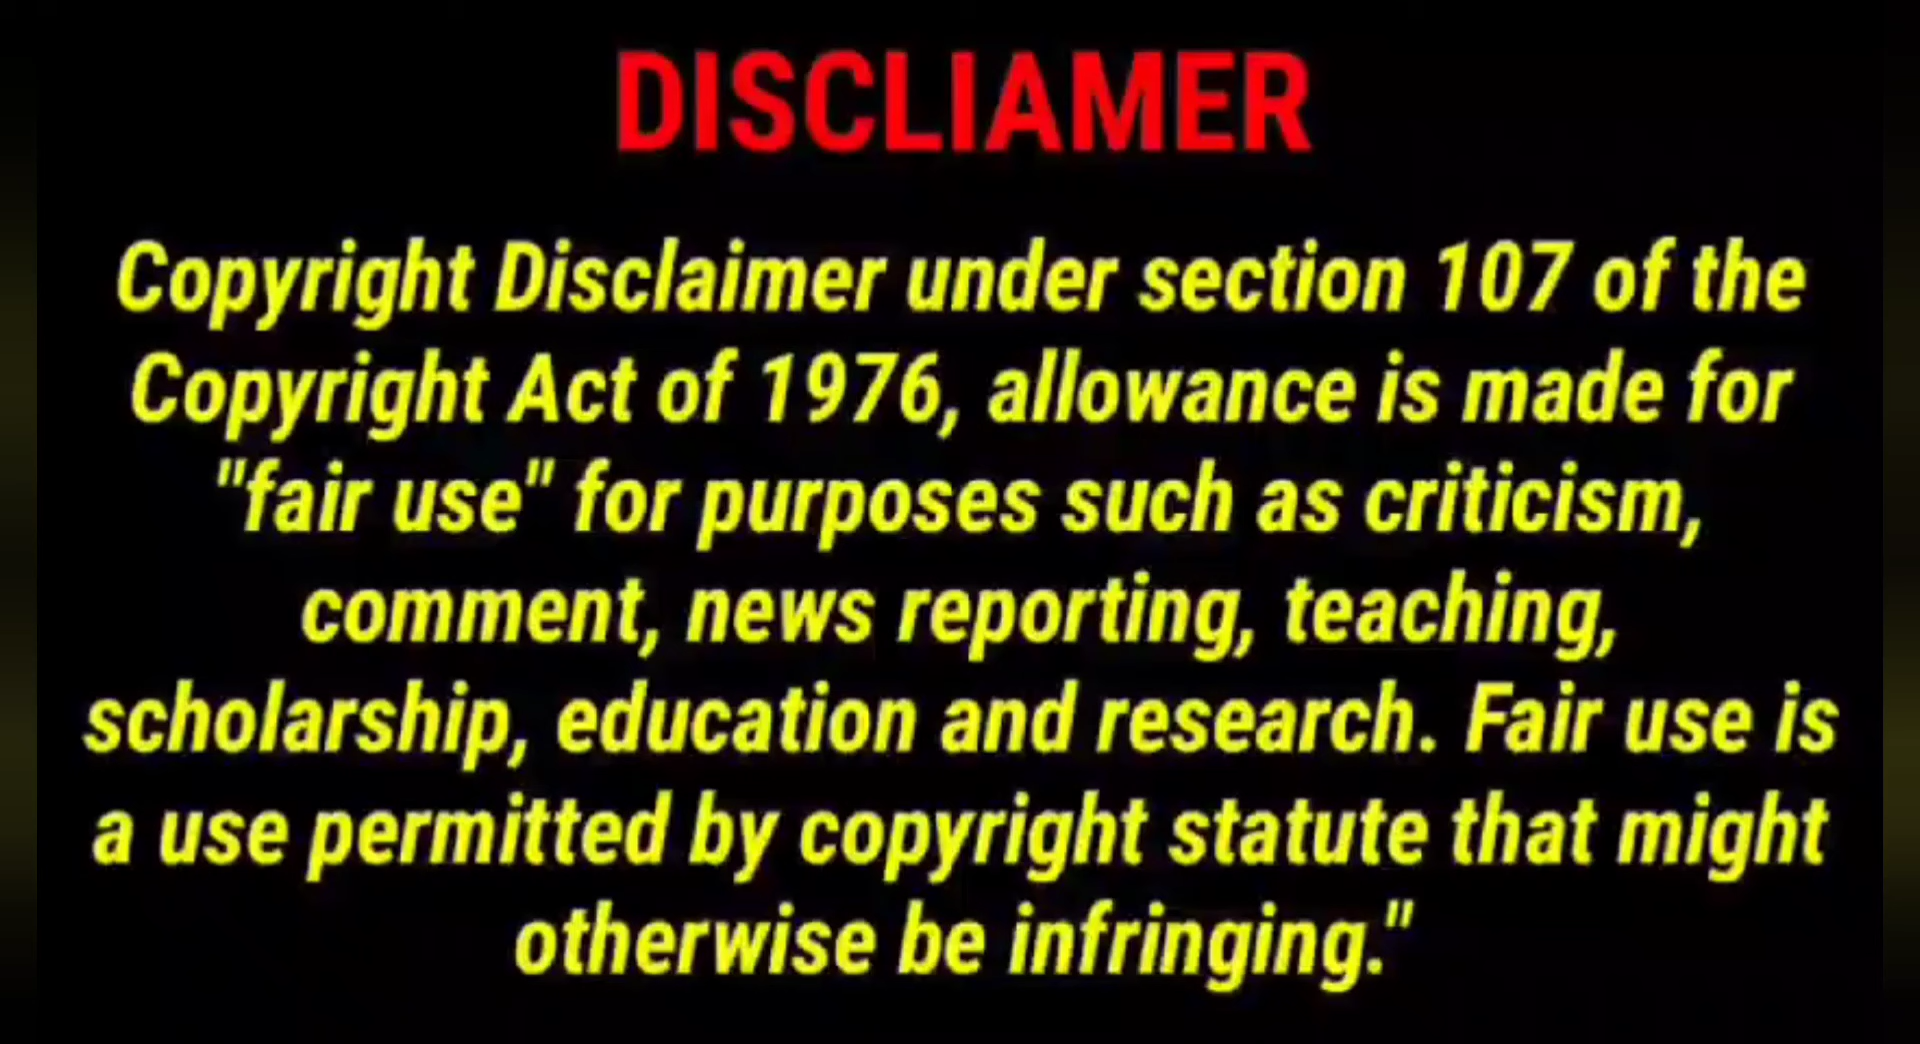 DISCLIAMER
Copyright Disclaimer under section 107 of the
Copyright Act of 1976, allowance is made for
"fair use" for purposes such as criticism,
comment, news reporting, teaching,
scholarship, education and research. Fair use is
a use permitted by copyright statute that might
otherwise be infringing."